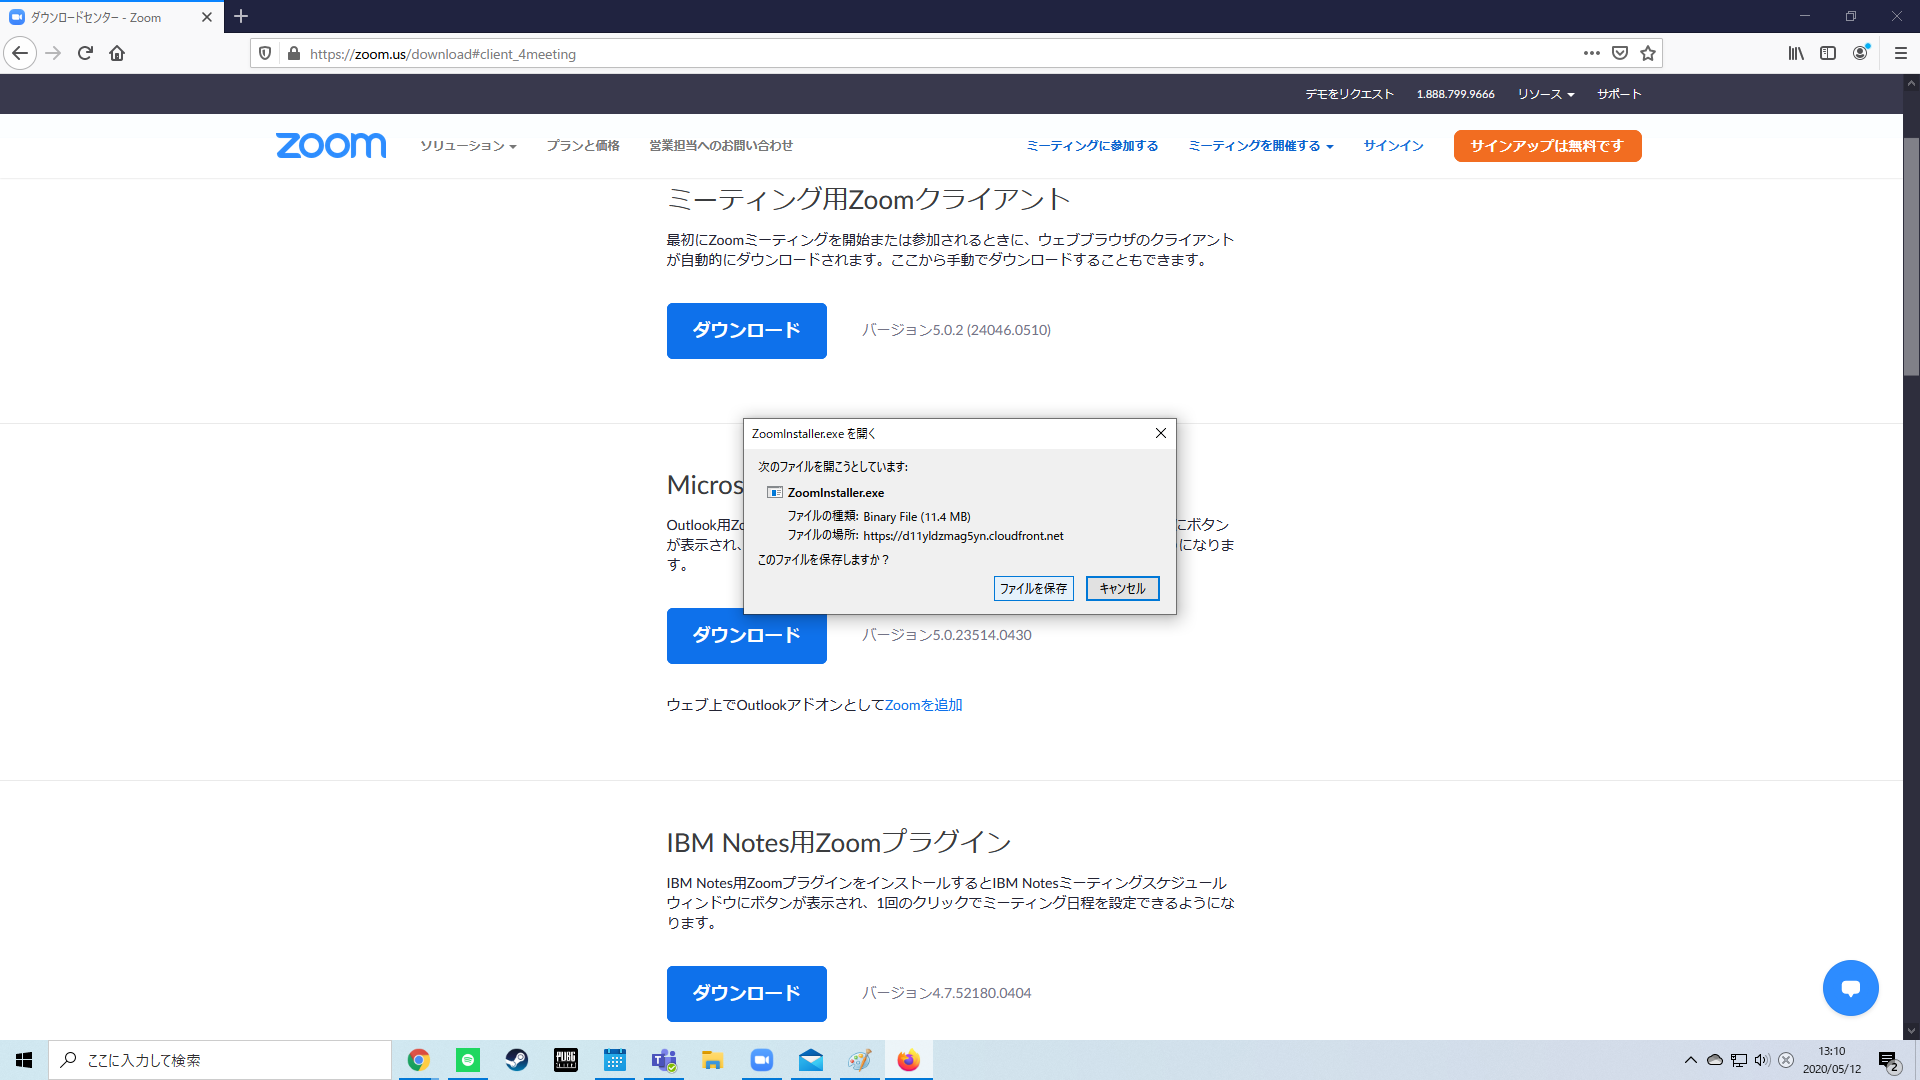 ダウンロードセンター - Zoom
https://zoom.us/download#client_4meeting
デモをリクエスト 1.888.799.9666 リソース サポート
zoom ソリューション プランと価格 営業担当へのお問い合わせ ミーティングに参加する ミーティングを開催する サインイン サインアップは無料です
ミーティング用Zoomクライアント
最初にZoomミーティングを開始または参加されるときに、ウェブブラウザのクライアント
が自動的にダウンロードされます。ここから手動でダウンロードすることもできます。
ダウンロード バージョン5.0.2 (24046.0510)
ZoomInstaller.exe を開く
次のファイルを開こうとしています:
ZoomInstaller.exe
ファイルの種類: Binary File (11.4 MB)
ファイルの場所: https://d11yldzmag5yn.cloudfront.net
このファイルを保存しますか？
ファイルを保存 キャンセル
Micros
Outlook用Zo にボタン
が表示され、 になりま
す。
ダウンロード バージョン5.0.23514.0430
ウェブ上でOutlookアドオンとしてZoomを追加
IBM Notes用Zoomプラグイン
IBM Notes用ZoomプラグインをインストールするとIBM Notesミーティングスケジュール
ウィンドウにボタンが表示され、1回のクリックでミーティング日程を設定できるようにな
ります。
ダウンロード バージョン4.7.52180.0404
ここに入力して検索
PUBG
13:10
2020/05/12
2